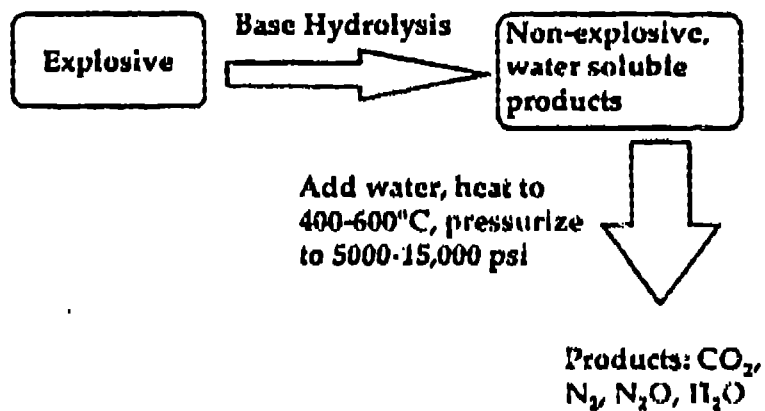 Explosive
Base Hydrolysis
Non-explosive,
water soluble
products
Add water, heat to
400-600°C, pressurize
to 5000-15,000 psi
Products: CO₂,
N₂, N₂O, H₂O